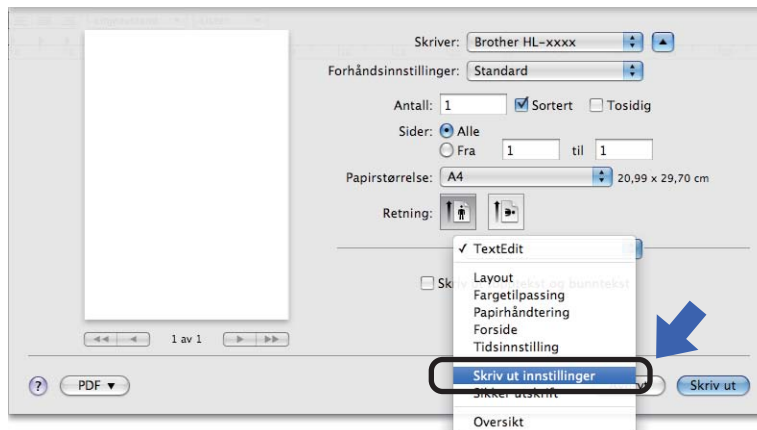 Skriver: Brother HL-xxxx
Forhåndsinnstillinger: Standard
Antall: 1 Sortert Tosidig
Sider: Alle
Fra 1 til 1
Papirstørrelse: A4 20,99 x 29,70 cm
Retning:
✓ TextEdit
Layout
Fargetilpassing
Papirhåndtering
Forside
Tidsinnstilling
Skriv ut innstillinger
Sikker utskrift
Oversikt
1 av 1
? PDF ▼ Skriv ut